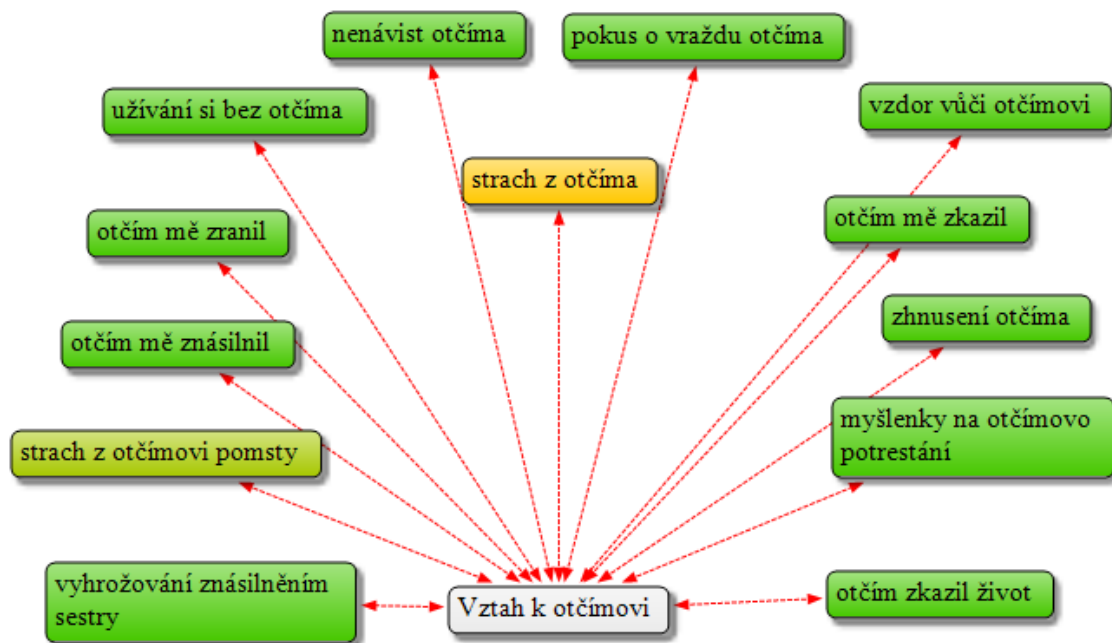 nenávist otčíma
pokus o vraždu otčíma
užívání si bez otčíma
vzdor vůči otčímovi
strach z otčíma
otčím mě zranil
otčím mě zkazil
otčím mě znásilnil
zhnusení otčíma
strach z otčímovi pomsty
myšlenky na otčímovo
potrestání
vyhrožování znásilněním
sestry
Vztah k otčímovi
otčím zkazil život